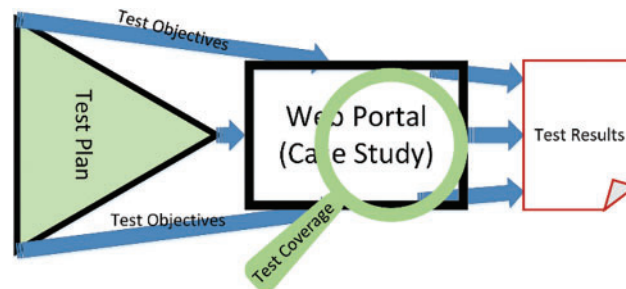 Test Objectives
Test Plan
Web Portal
(Case Study)
Test Results
Test Objectives
Test Coverage